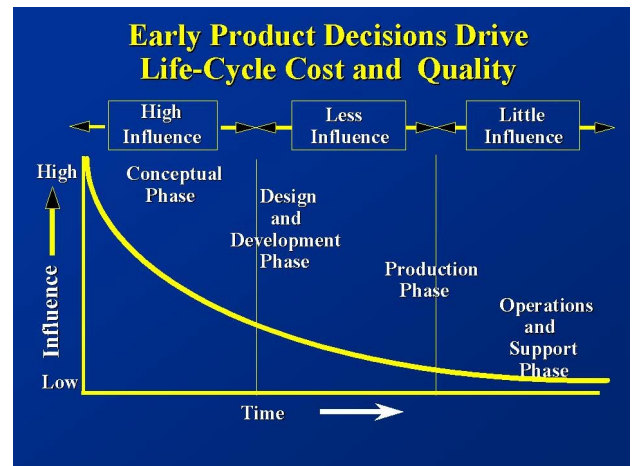 Early Product Decisions Drive
Life-Cycle Cost and Quality
High
Influence
Less
Influence
Little
Influence
High
Conceptual
Phase
Design
and
Development
Phase
Production
Phase
Operations
and
Support
Phase
Influence
Low
Time